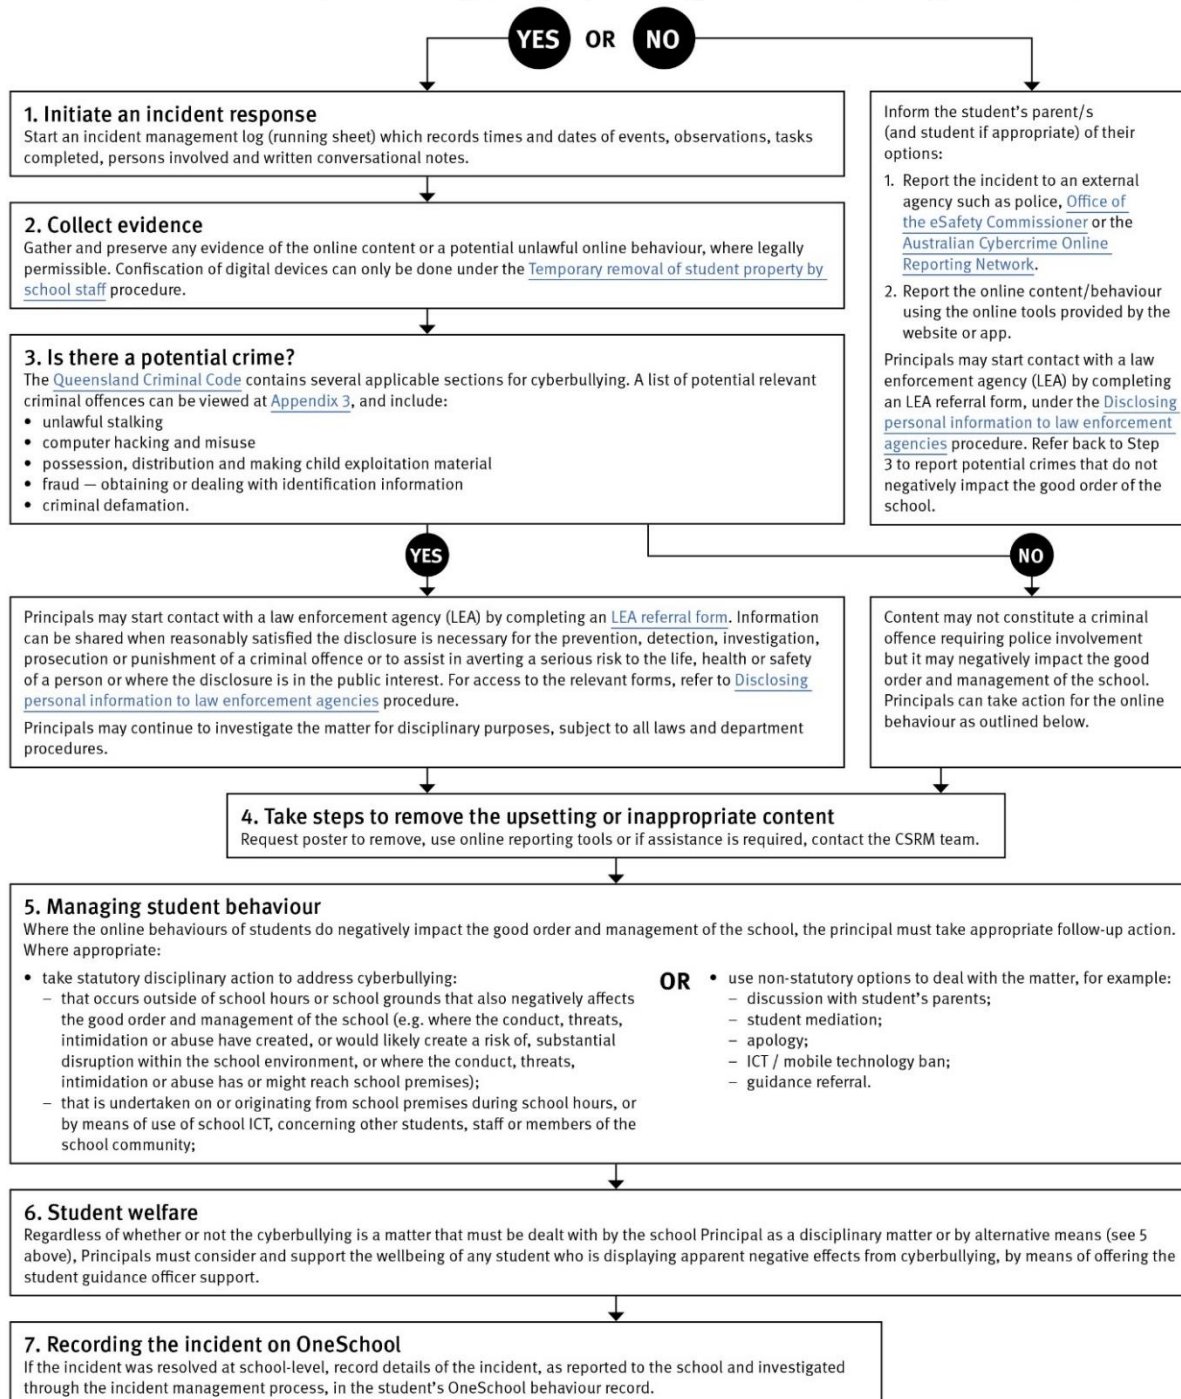 YES OR NO
1. Initiate an incident response
Start an incident management log (running sheet) which records times and dates of events, observations, tasks
completed, persons involved and written conversational notes.
2. Collect evidence
Gather and preserve any evidence of the online content or a potential unlawful online behaviour, where legally
permissible. Confiscation of digital devices can only be done under the Temporary removal of student property by
school staff procedure.
3. Is there a potential crime?
The Queensland Criminal Code contains several applicable sections for cyberbullying. A list of potential relevant
criminal offences can be viewed at Appendix 3, and include:
• unlawful stalking
• computer hacking and misuse
• possession, distribution and making child exploitation material
• fraud — obtaining or dealing with identification information
• criminal defamation.
Inform the student's parent/s
(and student if appropriate) of their
options:
1. Report the incident to an external
agency such as police, Office of
the eSafety Commissioner or the
Australian Cybercrime Online
Reporting Network.
2. Report the online content/behaviour
using the online tools provided by the
website or app.
Principals may start contact with a law
enforcement agency (LEA) by completing
an LEA referral form, under the Disclosing
personal information to law enforcement
agencies procedure. Refer back to Step
3 to report potential crimes that do not
negatively impact the good order of the
school.
YES
NO
Principals may start contact with a law enforcement agency (LEA) by completing an LEA referral form. Information
can be shared when reasonably satisfied the disclosure is necessary for the prevention, detection, investigation,
prosecution or punishment of a criminal offence or to assist in averting a serious risk to the life, health or safety
of a person or where the disclosure is in the public interest. For access to the relevant forms, refer to Disclosing
personal information to law enforcement agencies procedure.
Principals may continue to investigate the matter for disciplinary purposes, subject to all laws and department
procedures.
Content may not constitute a criminal
offence requiring police involvement
but it may negatively impact the good
order and management of the school.
Principals can take action for the online
behaviour as outlined below.
4. Take steps to remove the upsetting or inappropriate content
Request poster to remove, use online reporting tools or if assistance is required, contact the CSRM team.
5. Managing student behaviour
Where the online behaviours of students do negatively impact the good order and management of the school, the principal must take appropriate follow-up action.
Where appropriate:
• take statutory disciplinary action to address cyberbullying:
– that occurs outside of school hours or school grounds that also negatively affects
the good order and management of the school (e.g. where the conduct, threats,
intimidation or abuse have created, or would likely create a risk of, substantial
disruption within the school environment, or where the conduct, threats,
intimidation or abuse has or might reach school premises);
– that is undertaken on or originating from school premises during school hours, or
by means of use of school ICT, concerning other students, staff or members of the
school community;
OR
• use non-statutory options to deal with the matter, for example:
– discussion with student's parents;
– student mediation;
– apology;
– ICT / mobile technology ban;
– guidance referral.
6. Student welfare
Regardless of whether or not the cyberbullying is a matter that must be dealt with by the school Principal as a disciplinary matter or by alternative means (see 5
above), Principals must consider and support the wellbeing of any student who is displaying apparent negative effects from cyberbullying, by means of offering the
student guidance officer support.
7. Recording the incident on OneSchool
If the incident was resolved at school-level, record details of the incident, as reported to the school and investigated
through the incident management process, in the student's OneSchool behaviour record.